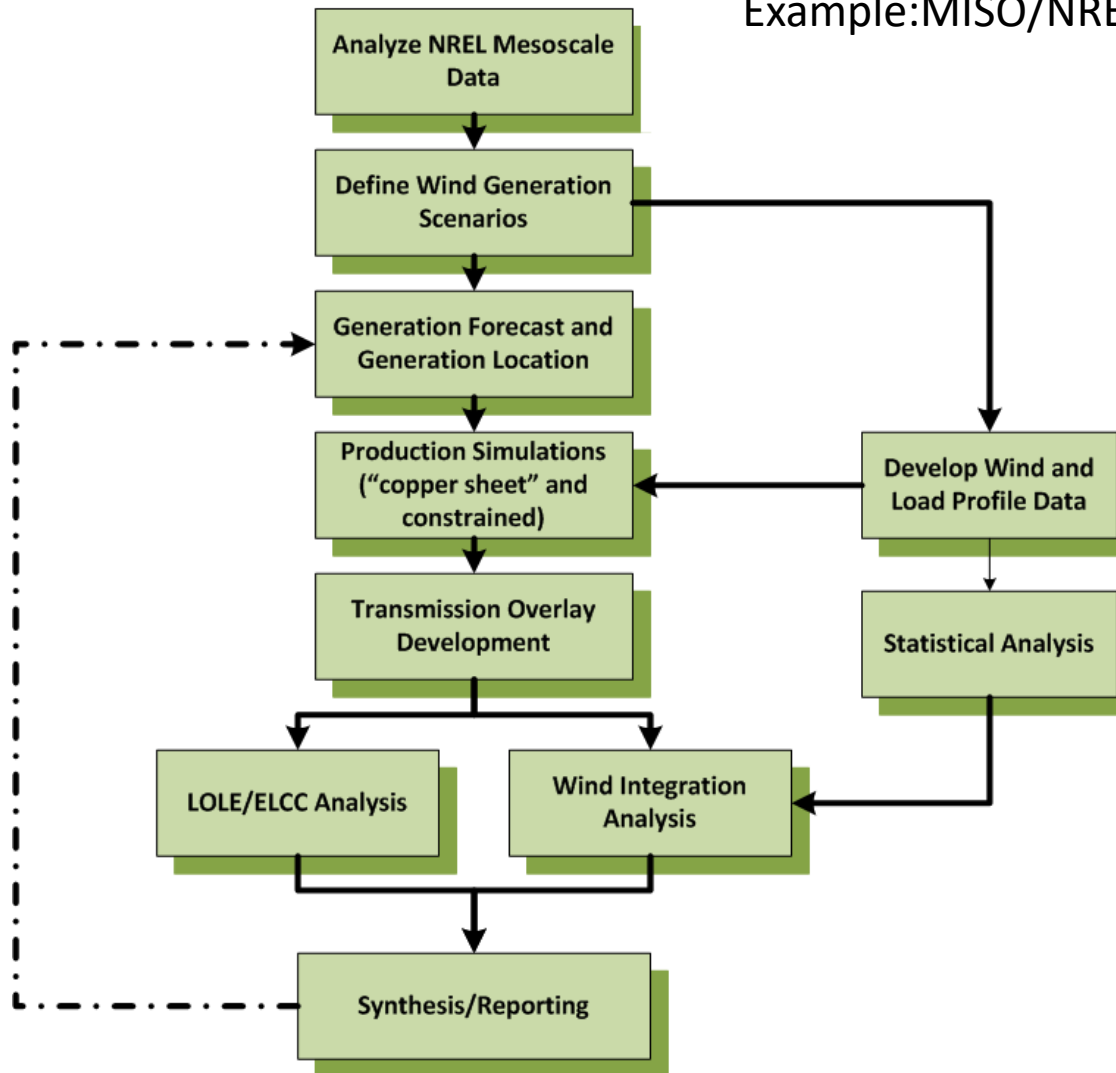 Example:MISO/NRE
Analyze NREL Mesoscale
Data
Define Wind Generation
Scenarios
Generation Forecast and
Generation Location
Production Simulations
(“copper sheet” and
constrained)
Develop Wind and
Load Profile Data
Transmission Overlay
Development
Statistical Analysis
LOLE/ELCC Analysis
Wind Integration
Analysis
Synthesis/Reporting